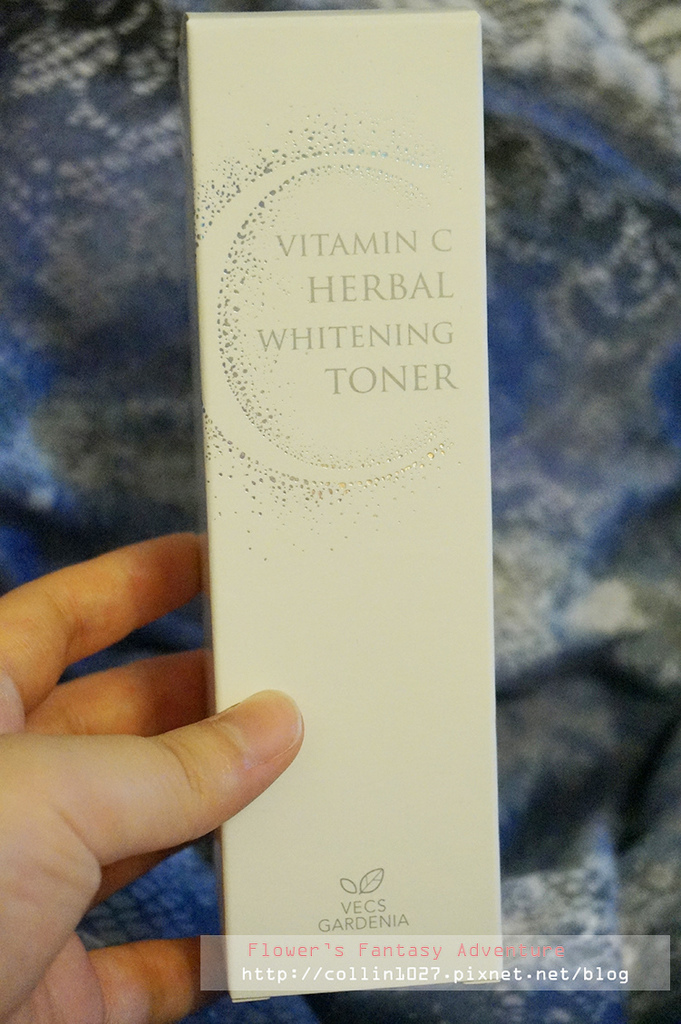 VITAMIN C
HERBAL
WHITENING
TONER
VECS
GARDENIA
Flower's Fantasy Adventure
http://collin1027.pixnet.net/blog